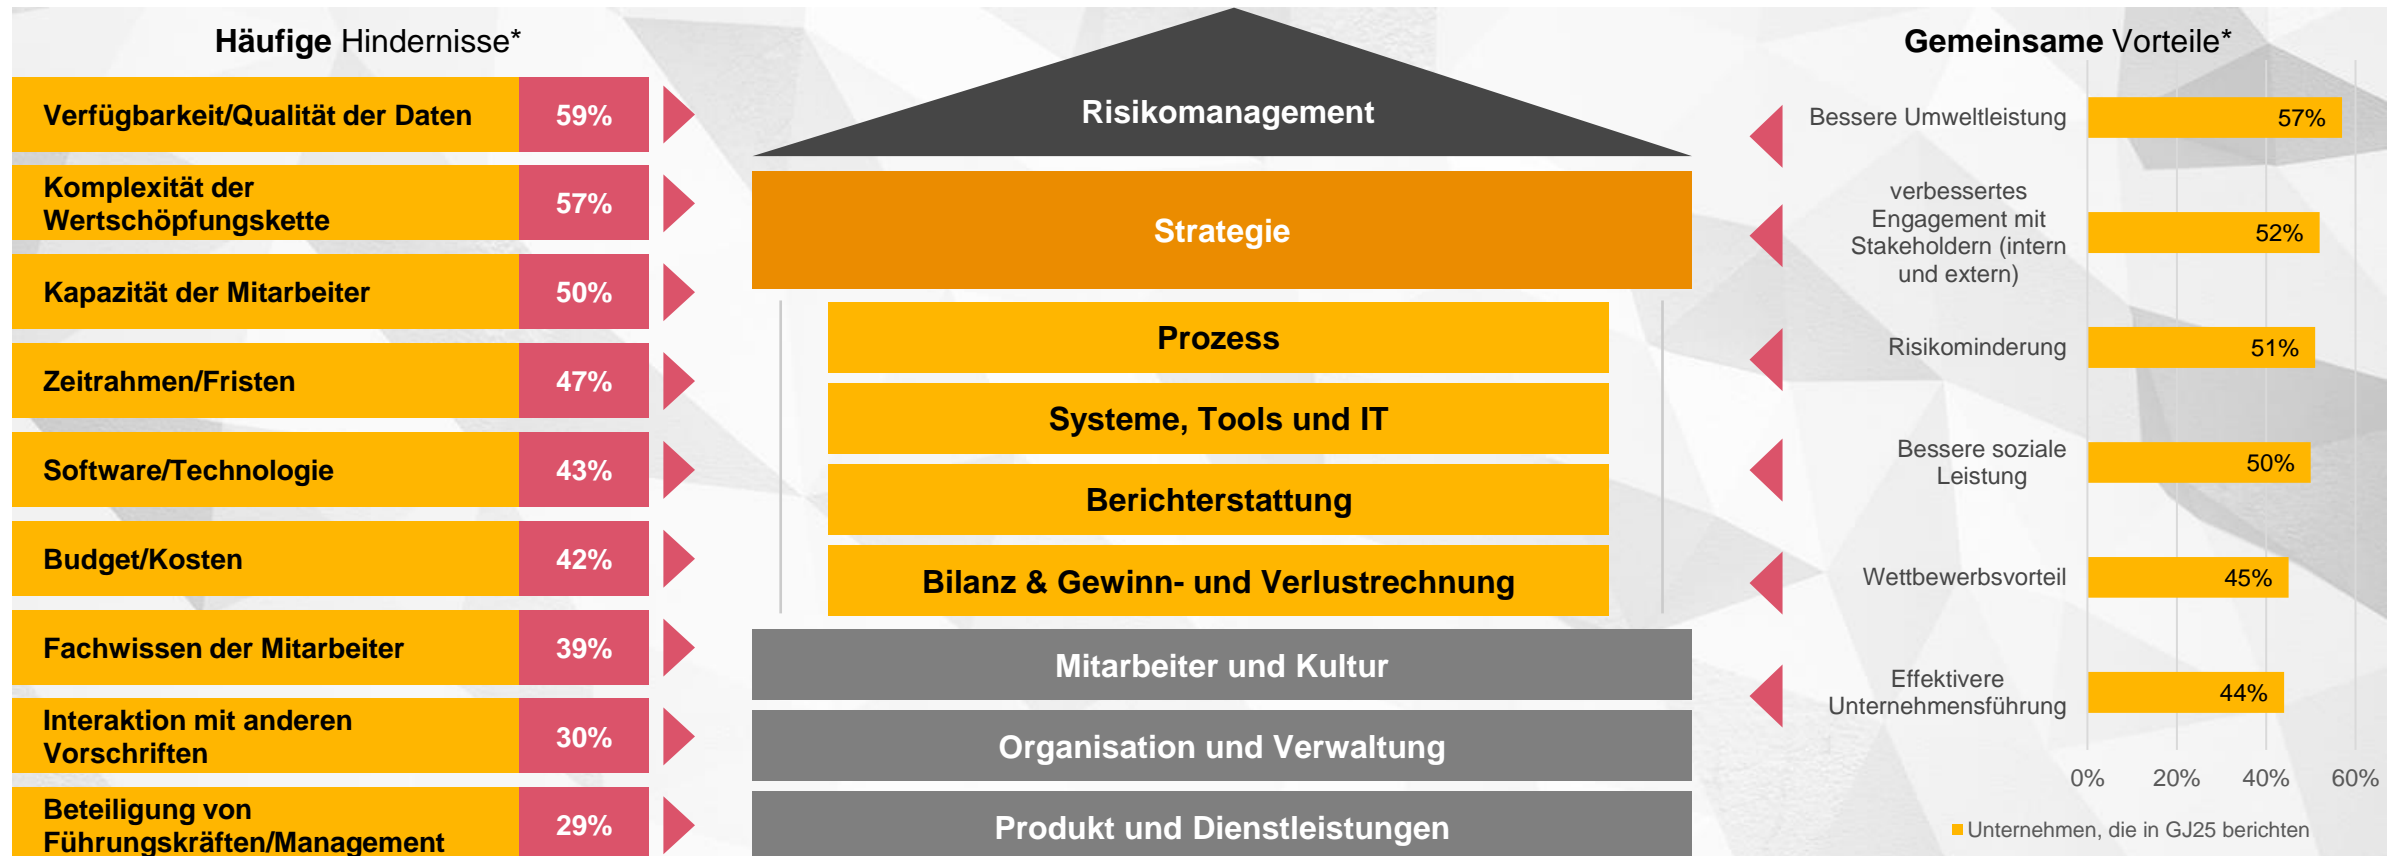 Häufige Hindernisse*
Verfügbarkeit/Qualität der Daten
59%
Komplexität der
Wertschöpfungskette
57%
Kapazität der Mitarbeiter
50%
Zeitrahmen/Fristen
47%
Software/Technologie
43%
Budget/Kosten
42%
Fachwissen der Mitarbeiter
39%
Interaktion mit anderen
Vorschriften
30%
Beteiligung von
Führungskräften/Management
29%
Risikomanagement
Strategie
Prozess
Systeme, Tools und IT
Berichterstattung
Bilanz & Gewinn- und Verlustrechnung
Mitarbeiter und Kultur
Organisation und Verwaltung
Produkt und Dienstleistungen
Gemeinsame Vorteile*
Bessere Umweltleistung
57%
verbessertes
Engagement mit
Stakeholdern (intern
und extern)
52%
Risikominderung
51%
Bessere soziale
Leistung
50%
Wettbewerbsvorteil
45%
Effektivere
Unternehmensführung
44%
0% 20% 40% 60%
Unternehmen, die in GJ25 berichten